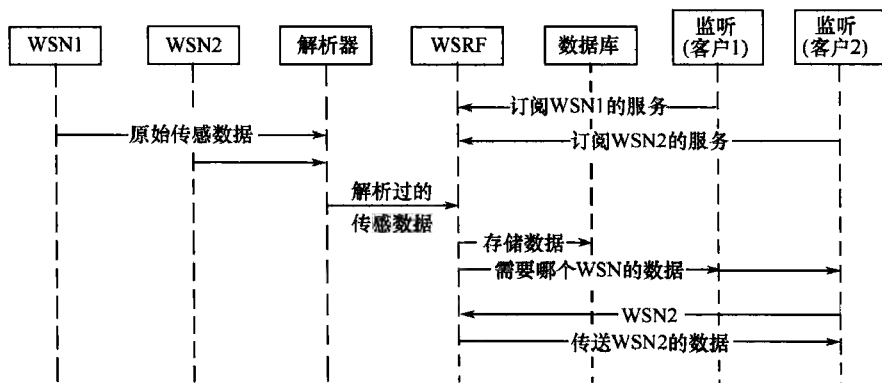 WSN1
WSN2
解析器
WSRF
数据库
监听
(客户1)
监听
(客户2)
订阅WSN1的服务
原始传感数据
订阅WSN2的服务
解析过的
传感数据
存储数据
需要哪个WSN的数据
WSN2
传送WSN2的数据